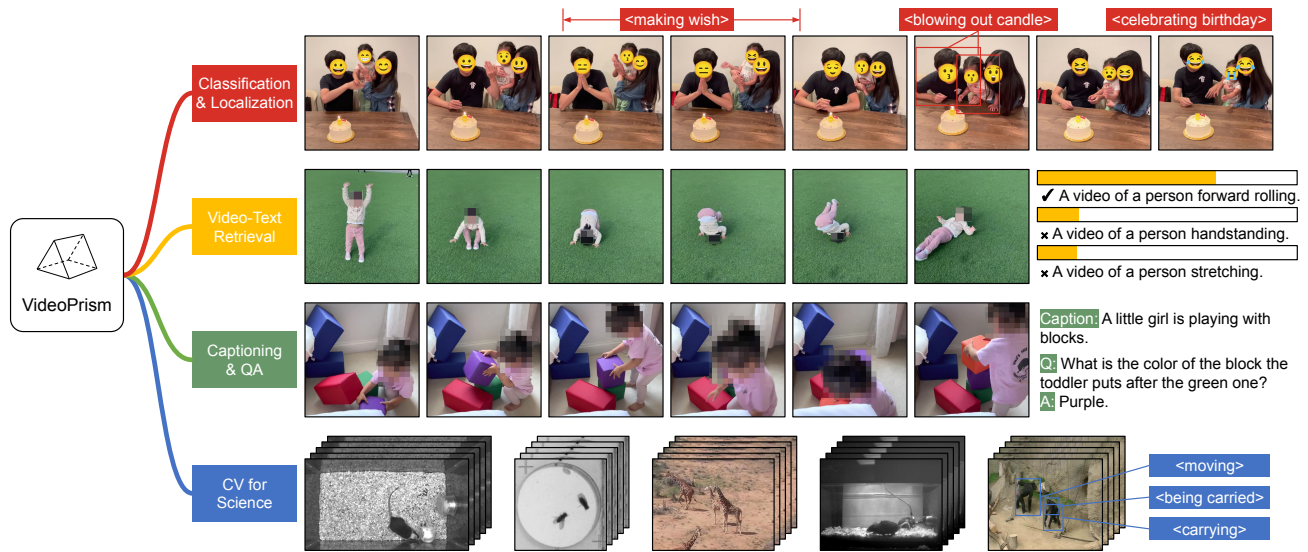 <making wish>
<blowing out candle>
<celebrating birthday>
Classification
& Localization
Video-Text
Retrieval
✔ A video of a person forward rolling.
× A video of a person handstanding.
× A video of a person stretching.
VideoPrism
Captioning
& QA
Caption: A little girl is playing with
blocks.
Q: What is the color of the block the
toddler puts after the green one?
A: Purple.
CV for
Science
<moving>
<being carried>
<carrying>